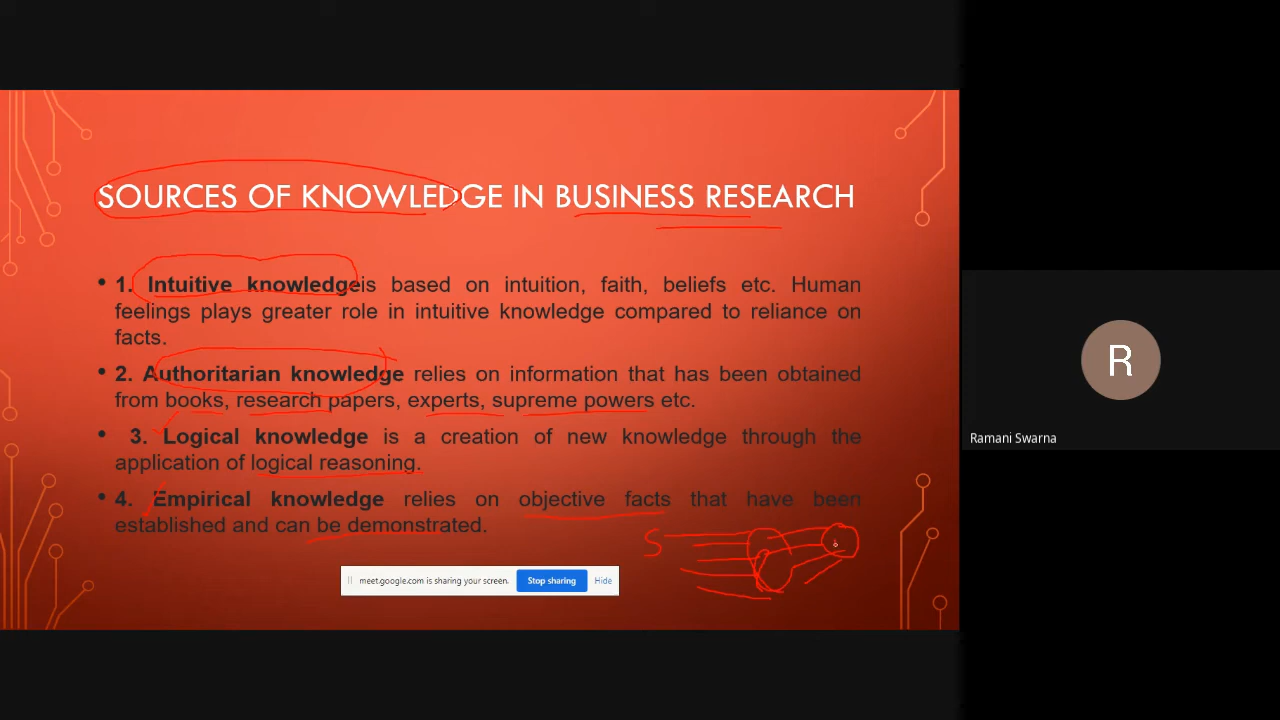 SOURCES OF KNOWLEDGE IN BUSINESS RESEARCH
• 1. Intuitive knowledgeis based on intuition, faith, beliefs etc. Human
feelings plays greater role in intuitive knowledge compared to reliance on
facts.
• 2. Authoritarian knowledge relies on information that has been obtained
from books, research papers, experts, supreme powers etc.
• 3. Logical knowledge is a creation of new knowledge through the
application of logical reasoning.
• 4. Empirical knowledge relies on objective facts that have been
established and can be demonstrated.
S
meet.google.com is sharing your screen. Stop sharing Hide
R
Ramani Swarna